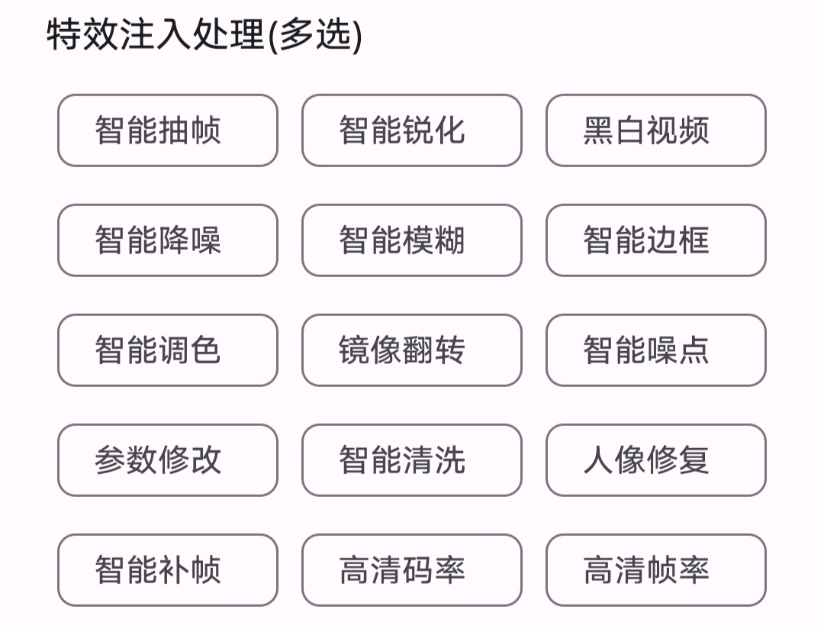 特效注入处理(多选)
智能抽帧 智能锐化 黑白视频
智能降噪 智能模糊 智能边框
智能调色 镜像翻转 智能噪点
参数修改 智能清洗 人像修复
智能补帧 高清码率 高清帧率